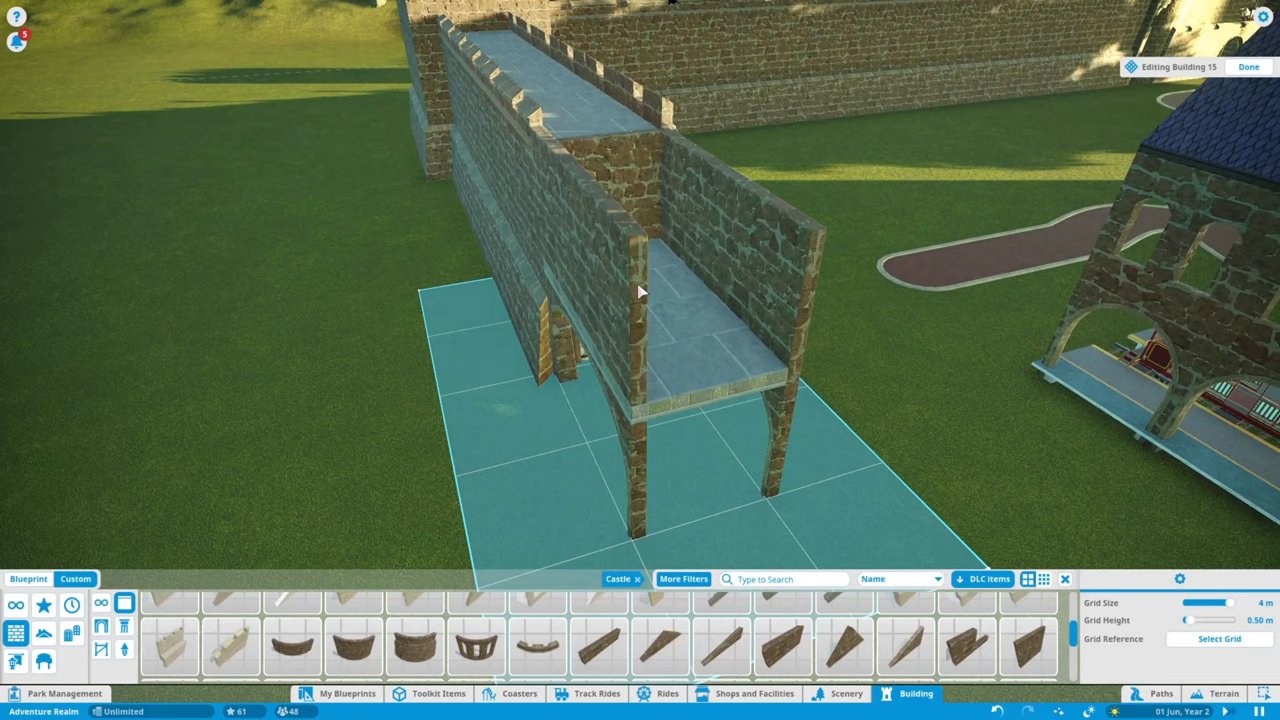 ?
5
Editing Building 15 Done
Blueprint Custom
Castle × More Filters Type to Search Name DLC items
Grid Size 4 m
Grid Height 0.50 m
Grid Reference Select Grid
Park Management My Blueprints Toolkit Items Coasters Track Rides Rides Shops and Facilities Scenery Building Paths Terrain
Adventure Realm Unlimited 61 48 01 Jun, Year 2